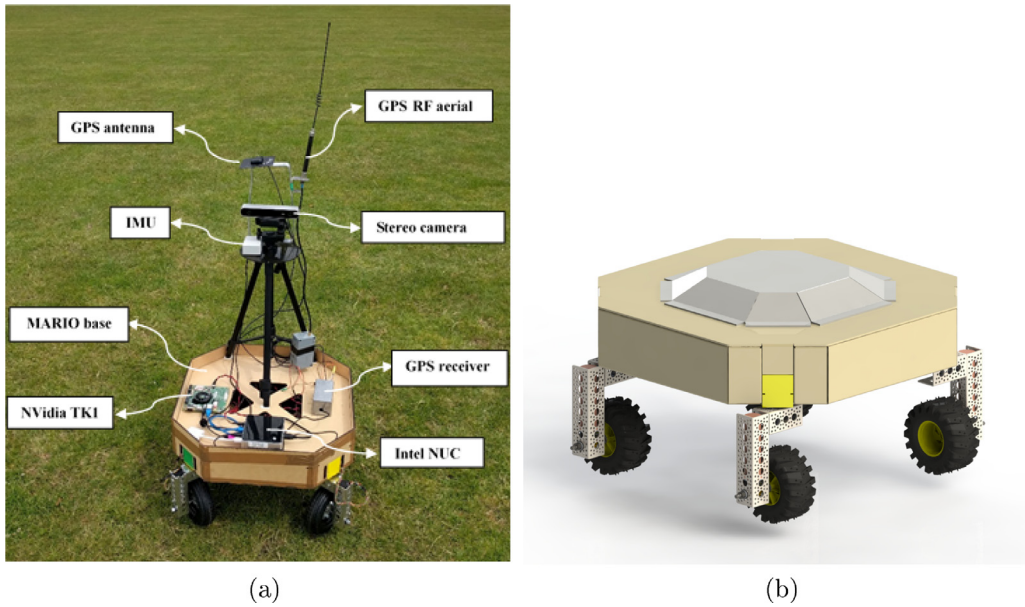 GPS RF aerial
GPS antenna
IMU
Stereo camera
MARIO base
GPS receiver
NVidia TK1
Intel NUC
(a)
(b)